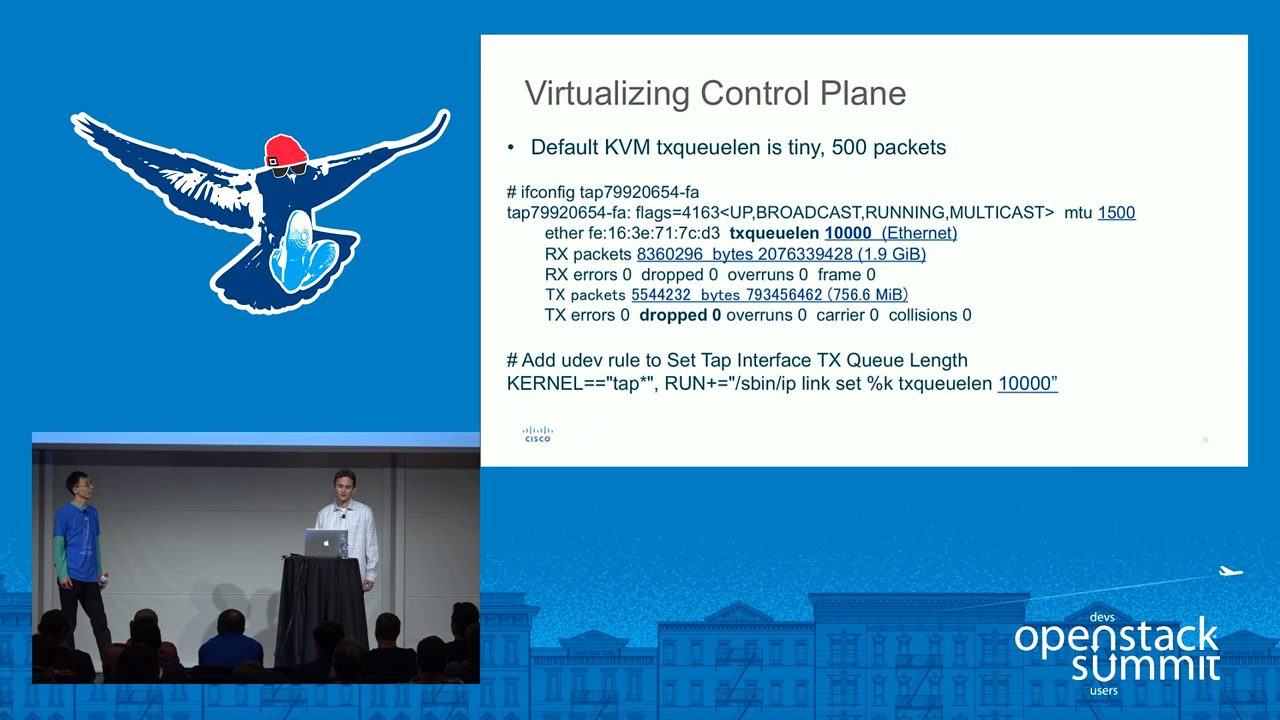 Virtualizing Control Plane
• Default KVM txqueuelen is tiny, 500 packets
# ifconfig tap79920654-fa
tap79920654-fa: flags=4163<UP,BROADCAST,RUNNING,MULTICAST> mtu 1500
ether fe:16:3e:71:7c:d3 txqueuelen 10000 (Ethernet)
RX packets 8360296 bytes 2076339428 (1.9 GiB)
RX errors 0 dropped 0 overruns 0 frame 0
TX packets 5544232 bytes 793456462 (756.6 MiB)
TX errors 0 dropped 0 overruns 0 carrier 0 collisions 0
# Add udev rule to Set Tap Interface TX Queue Length
KERNEL=="tap*", RUN+="/sbin/ip link set %k txqueuelen 10000”
CISCO
16
devs
openstack
summit
users